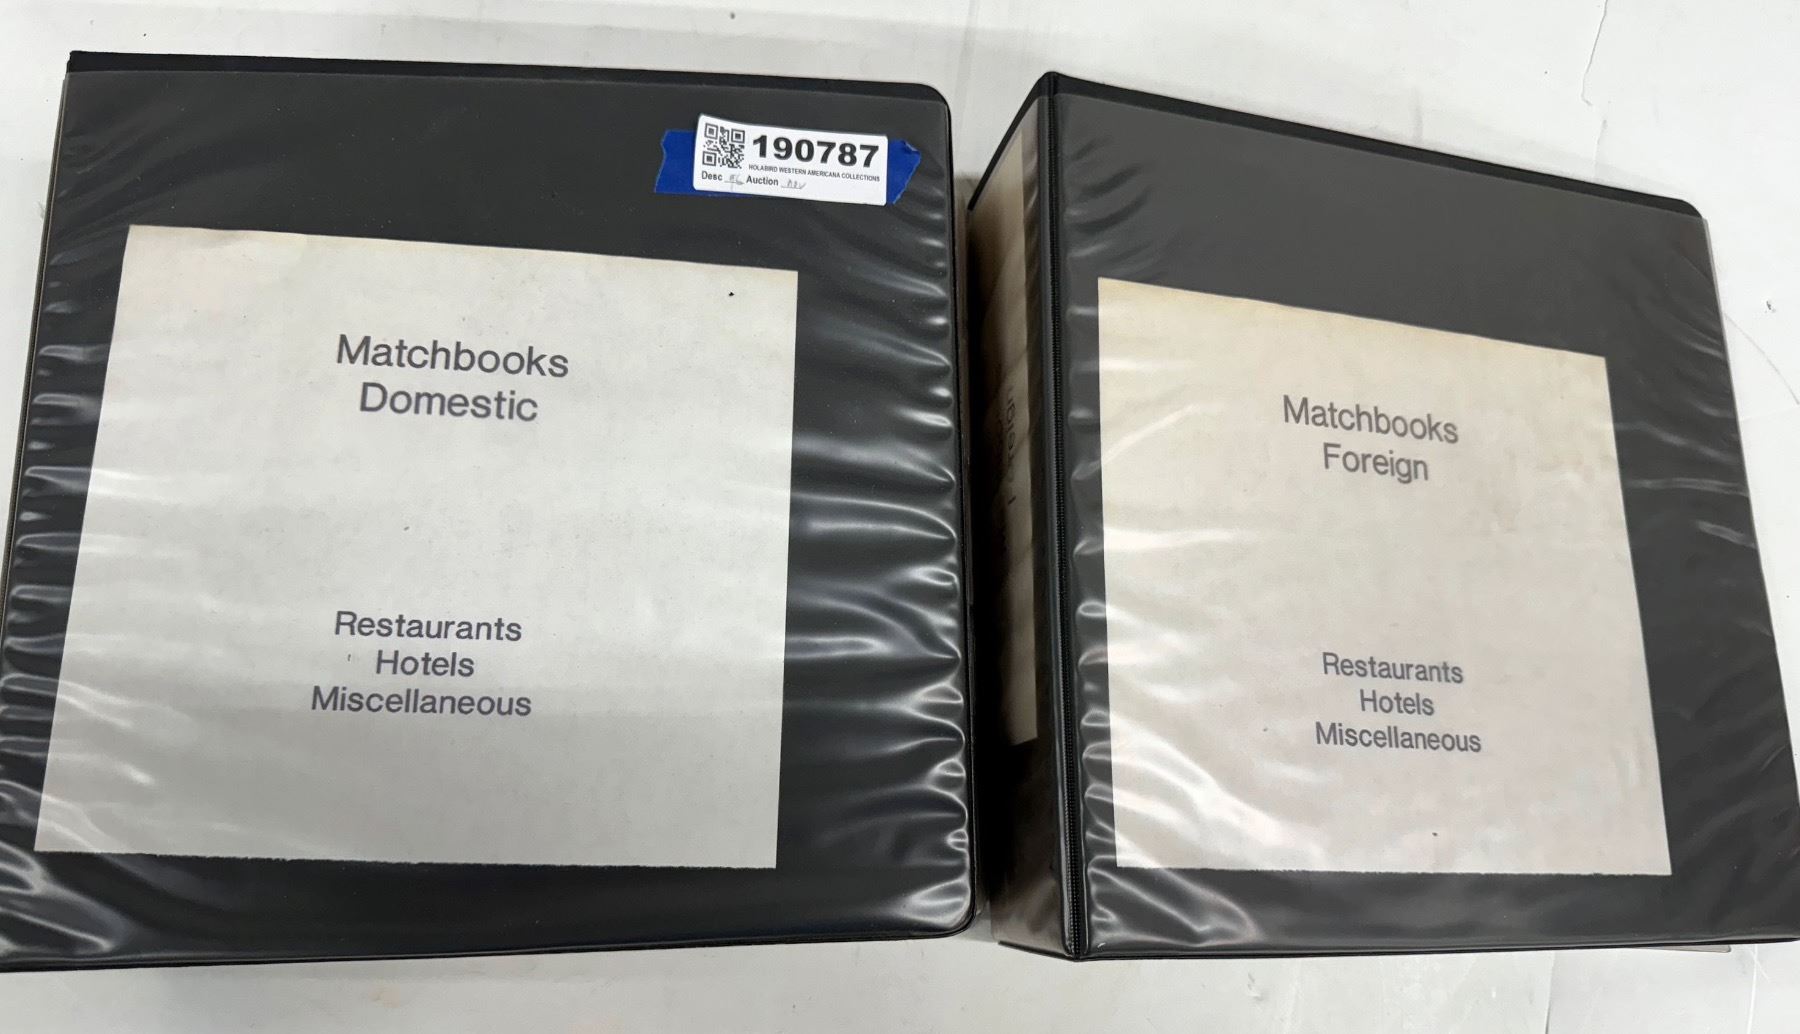 190787
HOLABIRD WESTERN AMERICANA COLLECTIONS
Desc Auction
Matchbooks
Domestic
Restaurants
Hotels
Miscellaneous
Matchbooks
Foreign
Restaurants
Hotels
Miscellaneous